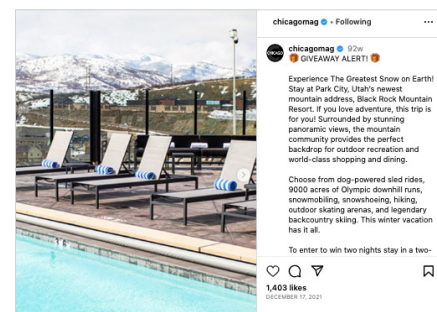 chicagomag • Following
CHICAGO
chicagomag 92w
🎁 GIVEAWAY ALERT! 🎁
Experience The Greatest Snow on Earth!
Stay at Park City, Utah's newest
mountain address, Black Rock Mountain
Resort. If you love adventure, this trip is
for you! Surrounded by stunning
panoramic views, the mountain
community provides the perfect
backdrop for outdoor recreation and
world-class shopping and dining.
Choose from dog-powered sled rides,
9000 acres of Olympic downhill runs,
snowmobiling, snowshoeing, hiking,
outdoor skating arenas, and legendary
backcountry skiing. This winter vacation
has it all.
To enter to win two nights stay in a two-
1,403 likes
DECEMBER 17, 2021